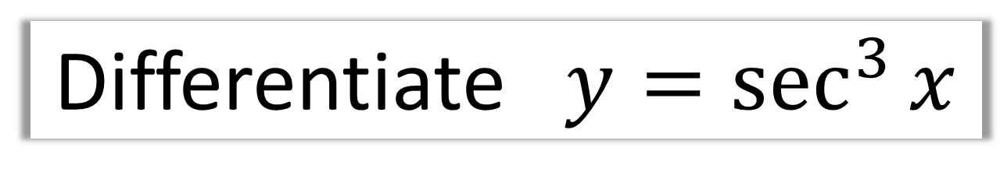 Differentiate y = sec³ x